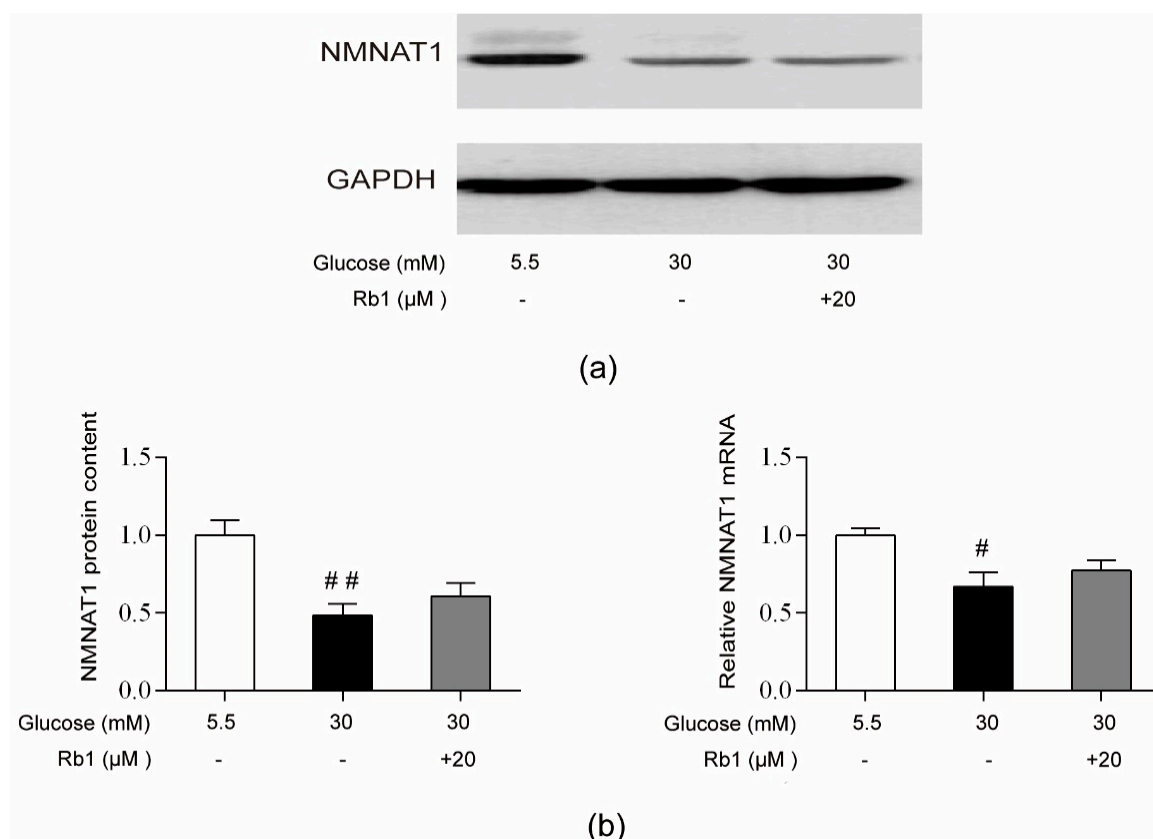 NMNAT1
GAPDH
Glucose (mM) 5.5 30 30
Rb1 (µM ) - - +20
(a)
NMNAT1 protein content
1.5
1.0
0.5
0.0
## 
Glucose (mM) 5.5 30 30
Rb1 (µM ) - - +20
Relative NMNAT1 mRNA
1.5
1.0
0.5
0.0
#
Glucose (mM) 5.5 30 30
Rb1 (µM ) - - +20
(b)